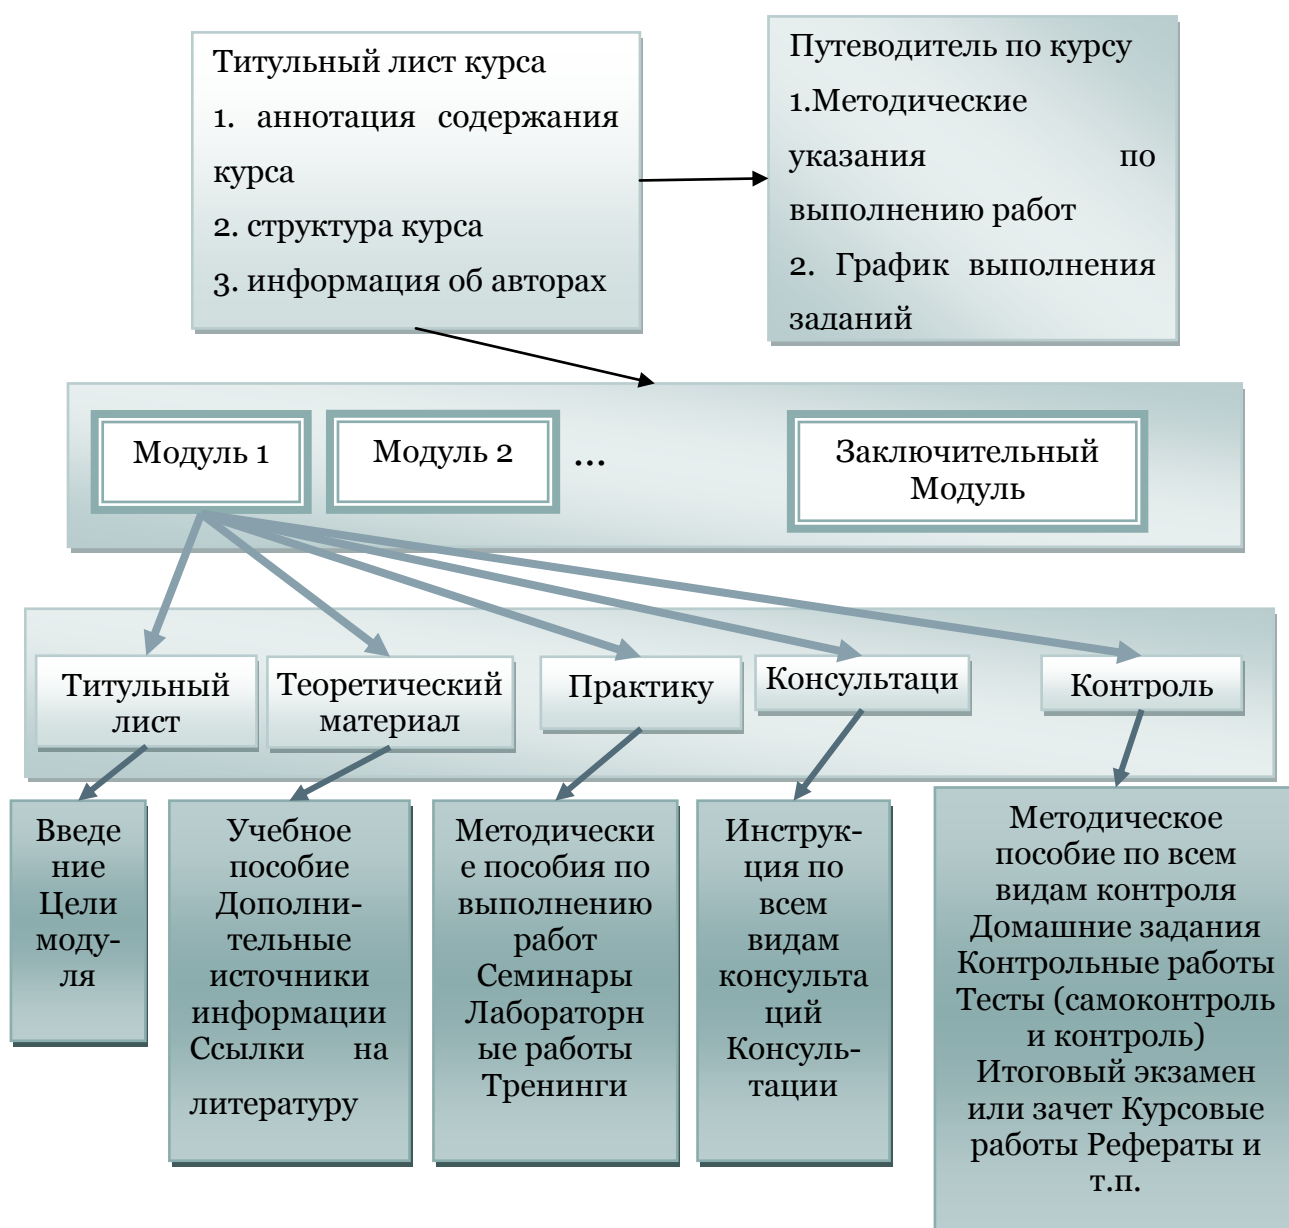 Титульный лист курса
1. аннотация содержания
курса
2. структура курса
3. информация об авторах
Путеводитель по курсу
1.Методические
указания по
выполнению работ
2. График выполнения
заданий
Модуль 1
Модуль 2
...
Заключительный
Модуль
Титульный
лист
Теоретический
материал
Практику
Консультаци
Контроль
Введе
ние
Цели
моду-
ля
Учебное
пособие
Дополни-
тельные
источники
информации
Ссылки на
литературу
Методически
е пособия по
выполнению
работ
Семинары
Лабораторн
ые работы
Тренинги
Инструк-
ция по
всем
видам
консульта
ций
Консуль-
тации
Методическое
пособие по всем
видам контроля
Домашние задания
Контрольные работы
Тесты (самоконтроль
и контроль)
Итоговый экзамен
или зачет Курсовые
работы Рефераты и
т.п.